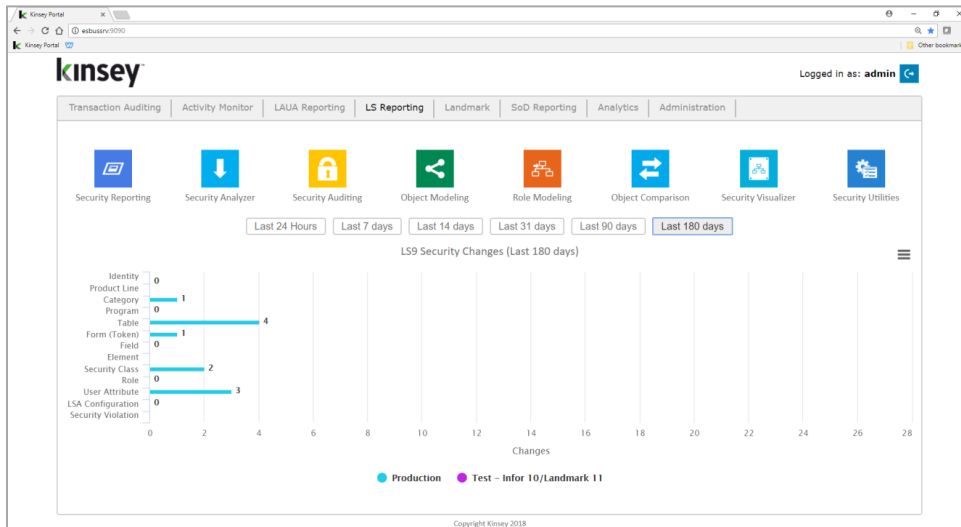 Kinsey Portal
esbussrv:9090
Kinsey Portal
Other bookmark
kinsey
Logged in as: admin
Transaction Auditing Activity Monitor LAUA Reporting LS Reporting Landmark SoD Reporting Analytics Administration
Security Reporting Security Analyzer Security Auditing Object Modeling Role Modeling Object Comparison Security Visualizer Security Utilities
Last 24 Hours Last 7 days Last 14 days Last 31 days Last 90 days Last 180 days
LS9 Security Changes (Last 180 days)
Identity 0
Product Line
Category 1
Program 0
Table 4
Form (Token) 1
Field 0
Element
Security Class 2
Role 0
User Attribute 3
LSA Configuration 0
Security Violation
0 2 4 6 8 10 12 14 16 18 20 22 24 26 28
Changes
Production Test - Infor 10/Landmark 11
Copyright Kinsey 2018